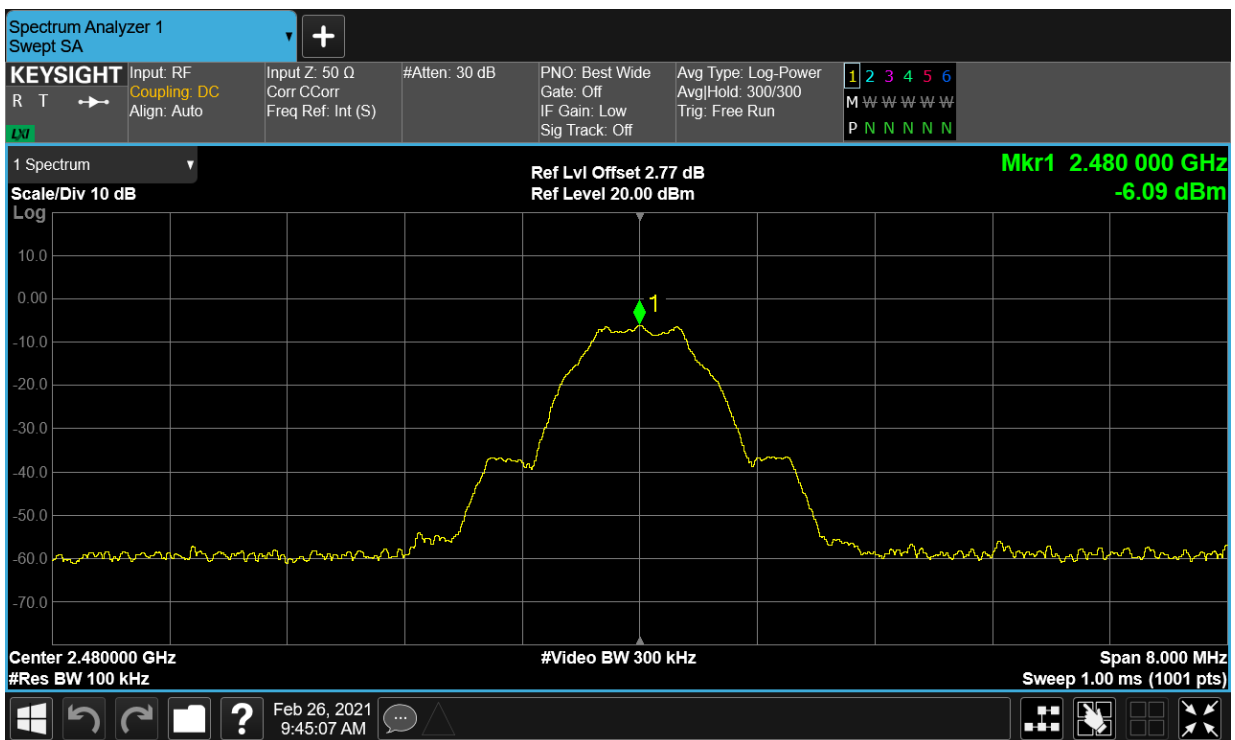 Spectrum Analyzer 1
Swept SA
KEYSIGHT
R T
LXI
Input: RF
Coupling: DC
Align: Auto
Input Z: 50 Ω
Corr CCorr
Freq Ref: Int (S)
#Atten: 30 dB
PNO: Best Wide
Gate: Off
IF Gain: Low
Sig Track: Off
Avg Type: Log-Power
Avg|Hold: 300/300
Trig: Free Run
1 2 3 4 5 6
M W W W W W
P N N N N N
1 Spectrum
Scale/Div 10 dB
Ref Lvl Offset 2.77 dB
Ref Level 20.00 dBm
Mkr1 2.480 000 GHz
-6.09 dBm
Log
10.0
0.00
-10.0
-20.0
-30.0
-40.0
-50.0
-60.0
-70.0
1
Center 2.480000 GHz
#Res BW 100 kHz
#Video BW 300 kHz
Span 8.000 MHz
Sweep 1.00 ms (1001 pts)
?
Feb 26, 2021
9:45:07 AM